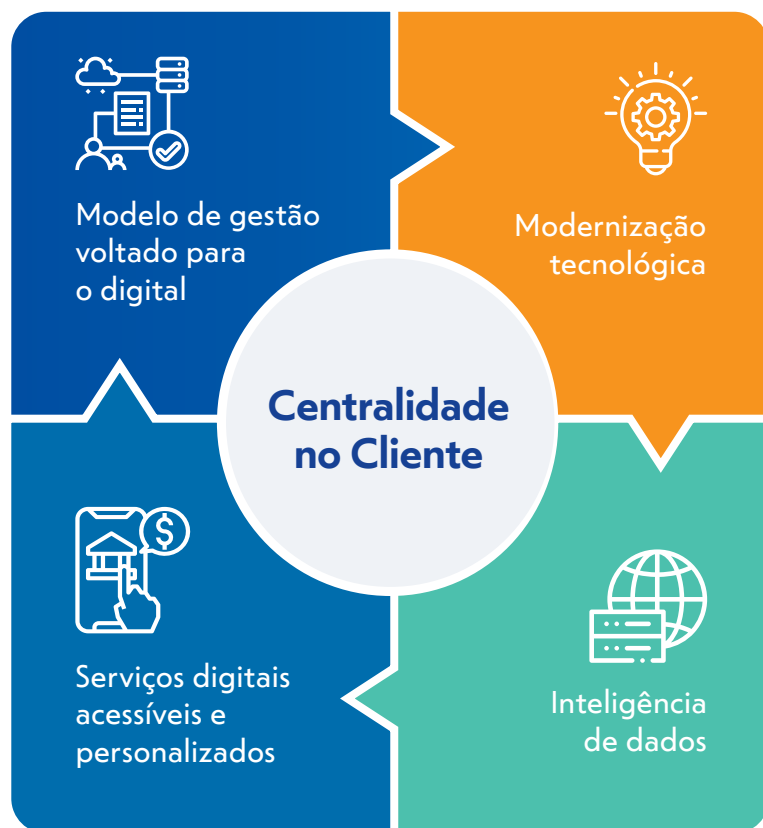 Modelo de gestão
voltado para
o digital
Modernização
tecnológica
Centralidade
no Cliente
$
Serviços digitais
acessíveis e
personalizados
Inteligência
de dados